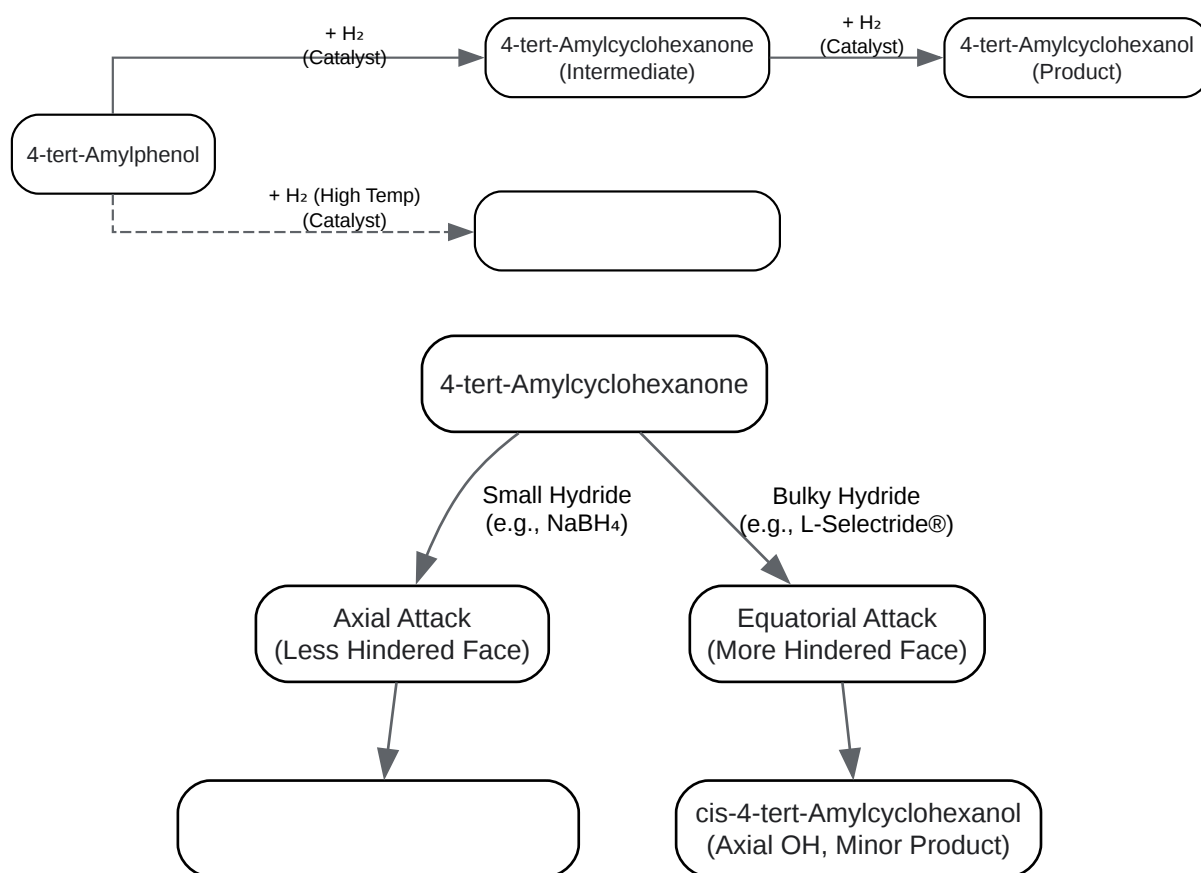 + H₂
(Catalyst)
4-tert-Amylcyclohexanone
(Intermediate)
+ H₂
(Catalyst)
4-tert-Amylcyclohexanol
(Product)
4-tert-Amylphenol
+ H₂ (High Temp)
(Catalyst)
4-tert-Amylcyclohexanone
Small Hydride
(e.g., NaBH₄)
Bulky Hydride
(e.g., L-Selectride®)
Axial Attack
(Less Hindered Face)
Equatorial Attack
(More Hindered Face)
cis-4-tert-Amylcyclohexanol
(Axial OH, Minor Product)